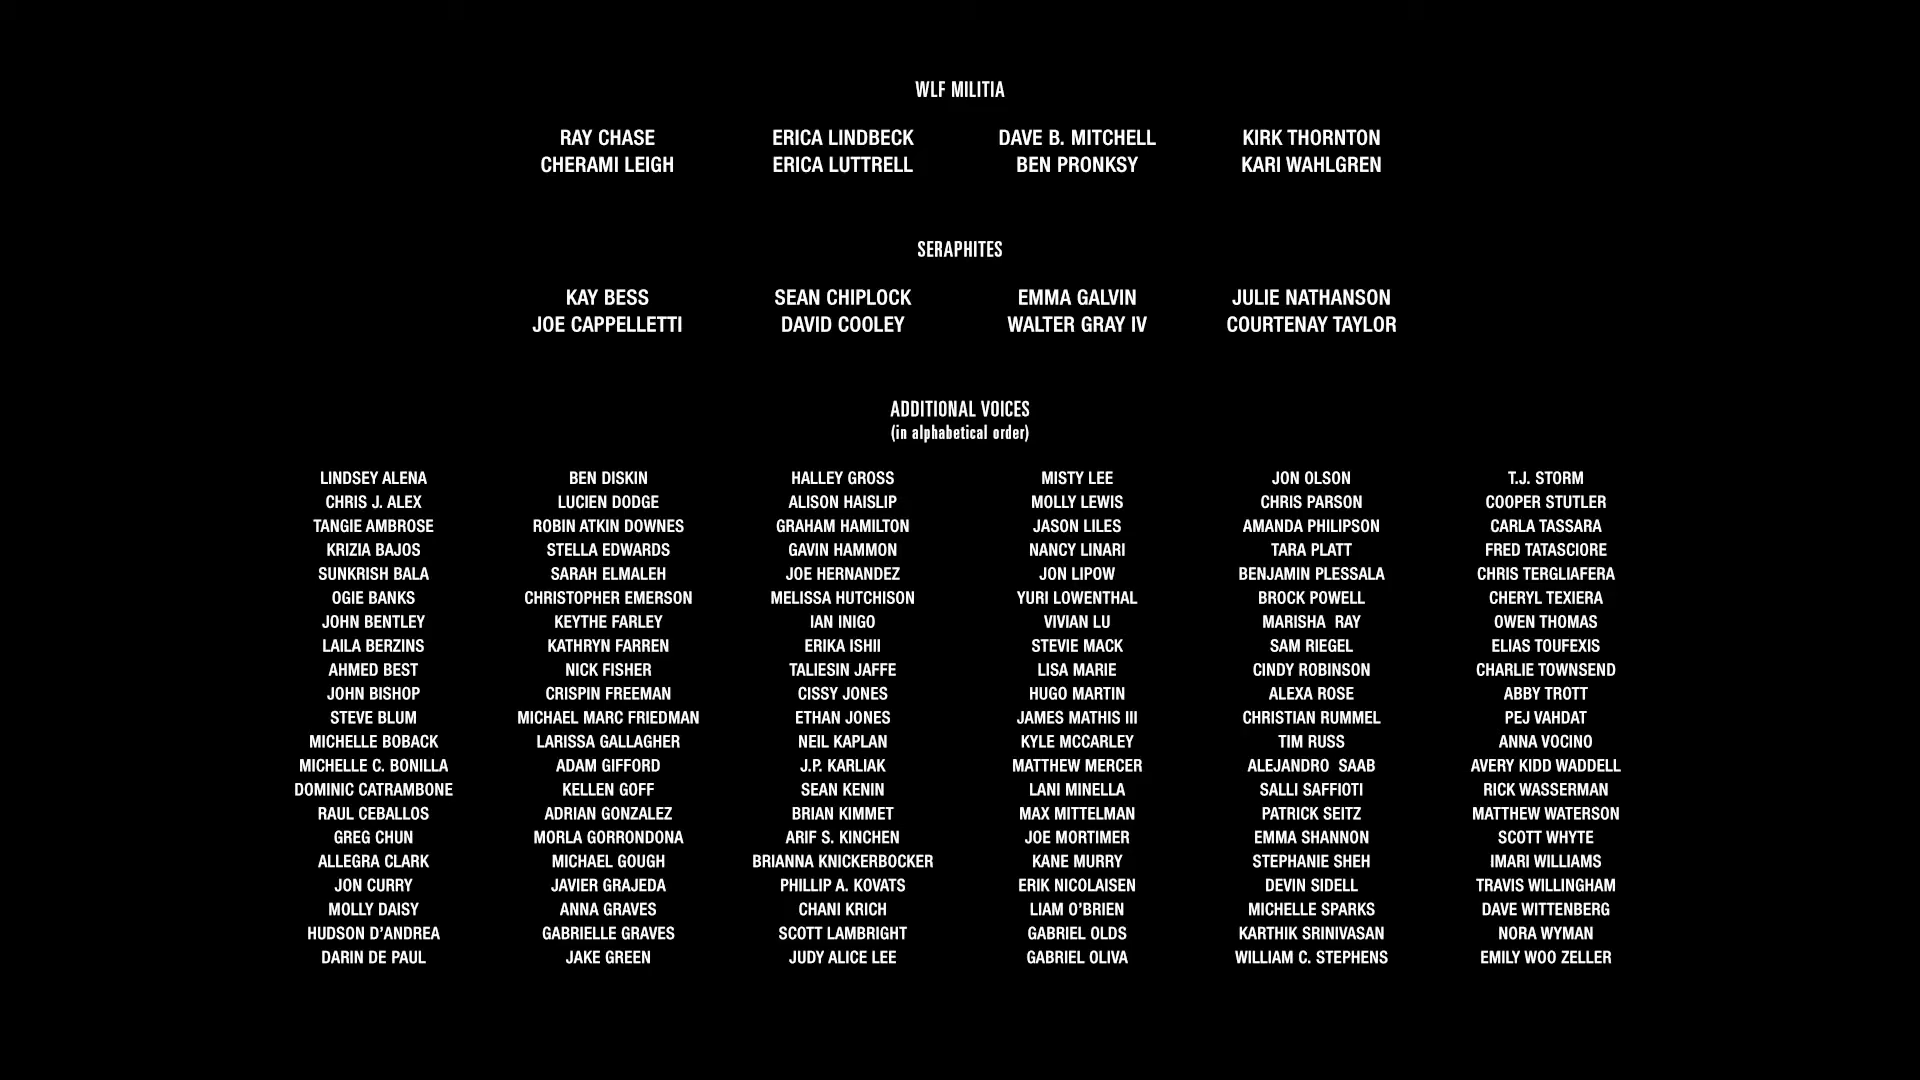 WLF MILITIA
RAY CHASE ERICA LINDBECK DAVE B. MITCHELL KIRK THORNTON
CHERAMI LEIGH ERICA LUTTRELL BEN PRONKSY KARI WAHLGREN
SERAPHITES
KAY BESS SEAN CHIPLOCK EMMA GALVIN JULIE NATHANSON
JOE CAPPELLETTI DAVID COOLEY WALTER GRAY IV COURTENAY TAYLOR
ADDITIONAL VOICES
(in alphabetical order)
LINDSEY ALENA BEN DISKIN HALLEY GROSS MISTY LEE JON OLSON T.J. STORM
CHRIS J. ALEX LUCIEN DODGE ALISON HAISLIP MOLLY LEWIS CHRIS PARSON COOPER STUTLER
TANGIE AMBROSE ROBIN ATKIN DOWNES GRAHAM HAMILTON JASON LILES AMANDA PHILIPSON CARLA TASSARA
KRIZIA BAJOS STELLA EDWARDS GAVIN HAMMON NANCY LINARI TARA PLATT FRED TATASCIORE
SUNKRISH BALA SARAH ELMALEH JOE HERNANDEZ JON LIPOW BENJAMIN PLESSALA CHRIS TERGLIAFERA
OGIE BANKS CHRISTOPHER EMERSON MELISSA HUTCHISON YURI LOWENTHAL BROCK POWELL CHERYL TEXIERA
JOHN BENTLEY KEYTHE FARLEY IAN INIGO VIVIAN LU MARISHA RAY OWEN THOMAS
LAILA BERZINS KATHRYN FARREN ERIKA ISHII STEVIE MACK SAM RIEGEL ELIAS TOUFEXIS
AHMED BEST NICK FISHER TALIESIN JAFFE LISA MARIE CINDY ROBINSON CHARLIE TOWNSEND
JOHN BISHOP CRISPIN FREEMAN CISSY JONES HUGO MARTIN ALEXA ROSE ABBY TROTT
STEVE BLUM MICHAEL MARC FRIEDMAN ETHAN JONES JAMES MATHIS III CHRISTIAN RUMMEL PEJ VAHDAT
MICHELLE BOBACK LARISSA GALLAGHER NEIL KAPLAN KYLE MCCARLEY TIM RUSS ANNA VOCINO
MICHELLE C. BONILLA ADAM GIFFORD J.P. KARLIAK MATTHEW MERCER ALEJANDRO SAAB AVERY KIDD WADDELL
DOMINIC CATRAMBONE KELLEN GOFF SEAN KENIN LANI MINELLA SALLI SAFFIOTI RICK WASSERMAN
RAUL CEBALLOS ADRIAN GONZALEZ BRIAN KIMMET MAX MITTELMAN PATRICK SEITZ MATTHEW WATERSON
GREG CHUN MORLA GORRONDONA ARIF S. KINCHEN JOE MORTIMER EMMA SHANNON SCOTT WHYTE
ALLEGRA CLARK MICHAEL GOUGH BRIANNA KNICKERBOCKER KANE MURRY STEPHANIE SHEH IMARI WILLIAMS
JON CURRY JAVIER GRAJEDA PHILLIP A. KOVATS ERIK NICOLAISEN DEVIN SIDELL TRAVIS WILLINGHAM
MOLLY DAISY ANNA GRAVES CHANI KRICH LIAM O’BRIEN MICHELLE SPARKS DAVE WITTENBERG
HUDSON D’ANDREA GABRIELLE GRAVES SCOTT LAMBRIGHT GABRIEL OLDS KARTHIK SRINIVASAN NORA WYMAN
DARIN DE PAUL JAKE GREEN JUDY ALICE LEE GABRIEL OLIVA WILLIAM C. STEPHENS EMILY WOO ZELLER